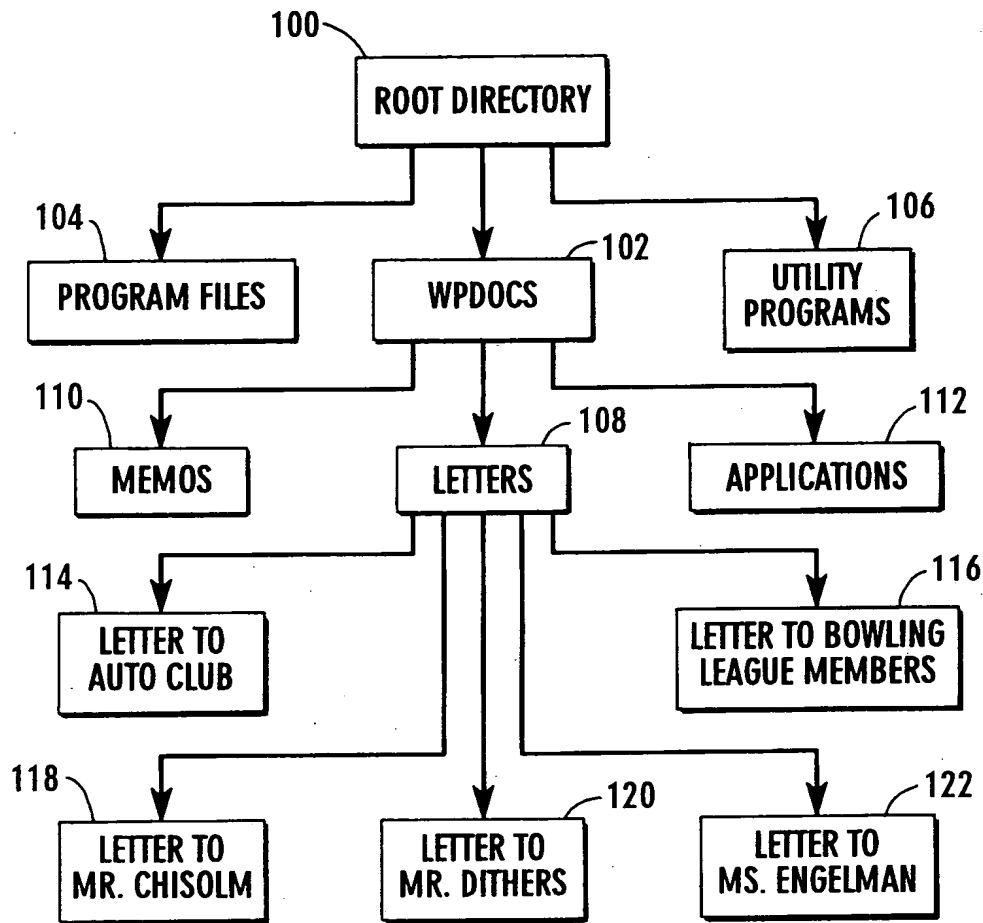 100
ROOT DIRECTORY
104
PROGRAM FILES
102
WPDOCS
106
UTILITY
PROGRAMS
110
MEMOS
108
LETTERS
112
APPLICATIONS
114
LETTER TO
AUTO CLUB
116
LETTER TO BOWLING
LEAGUE MEMBERS
118
LETTER TO
MR. CHISOLM
120
LETTER TO
MR. DITHERS
122
LETTER TO
MS. ENGELMAN